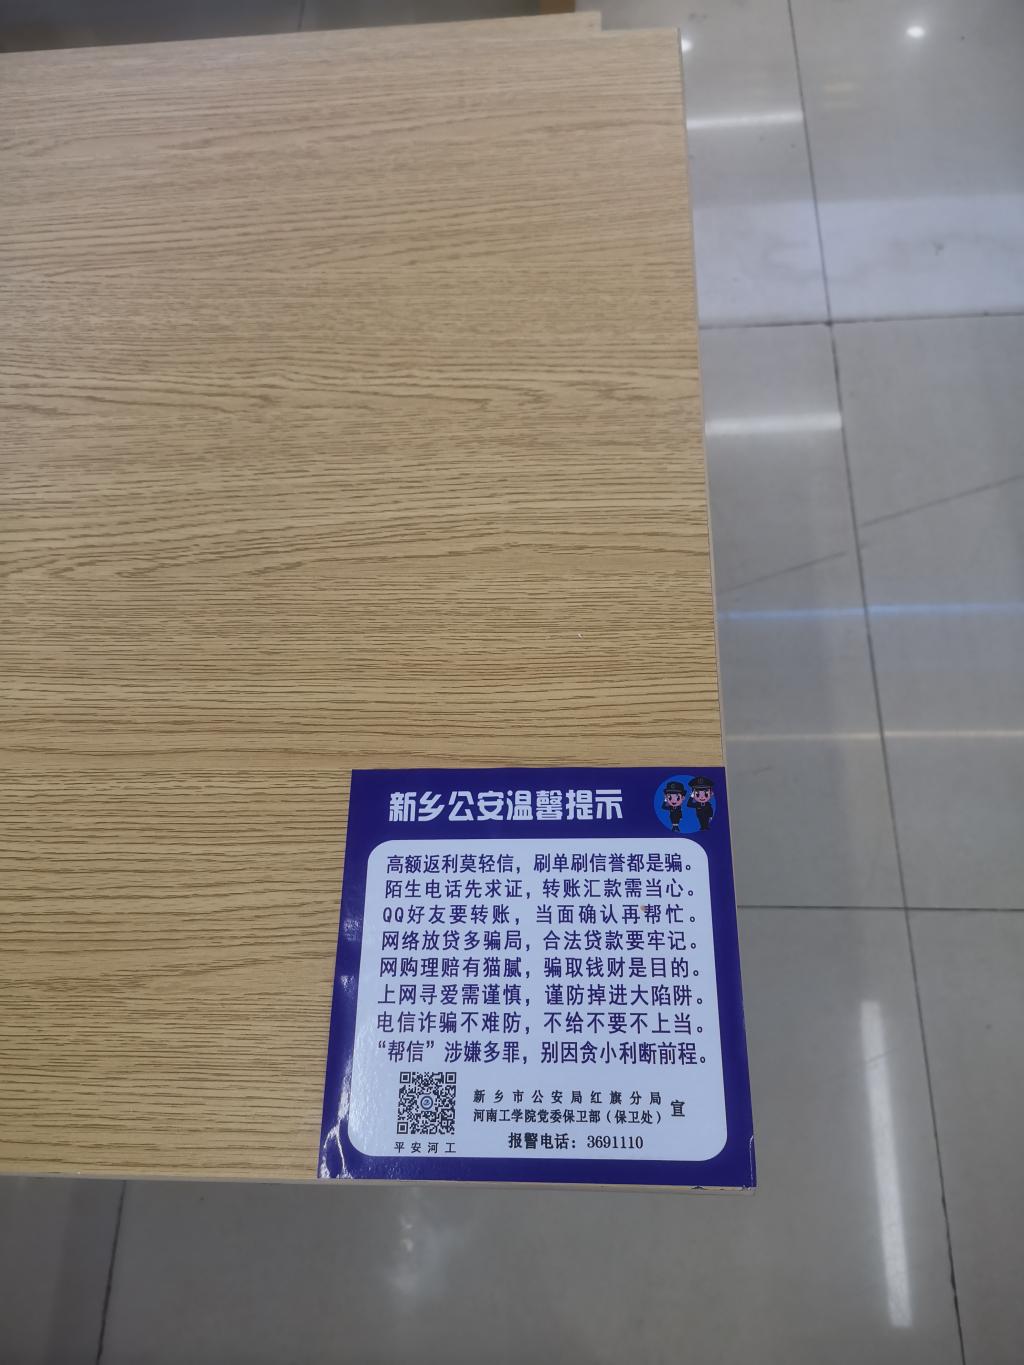 新乡公安温馨提示
高额返利莫轻信，刷单刷信誉都是骗。
陌生电话先求证，转账汇款需当心。
QQ好友要转账，当面确认再帮忙。
网络放贷多骗局，合法贷款要牢记。
网购理赔有猫腻，骗取钱财是目的。
上网寻爱需谨慎，谨防掉进大陷阱。
电信诈骗不难防，不给不要不上当。
“帮信”涉嫌多罪，别因贪小利断前程。
新乡市公安局红旗分局
河南工学院党委保卫部（保卫处）
宣
报警电话：3691110
平安河工